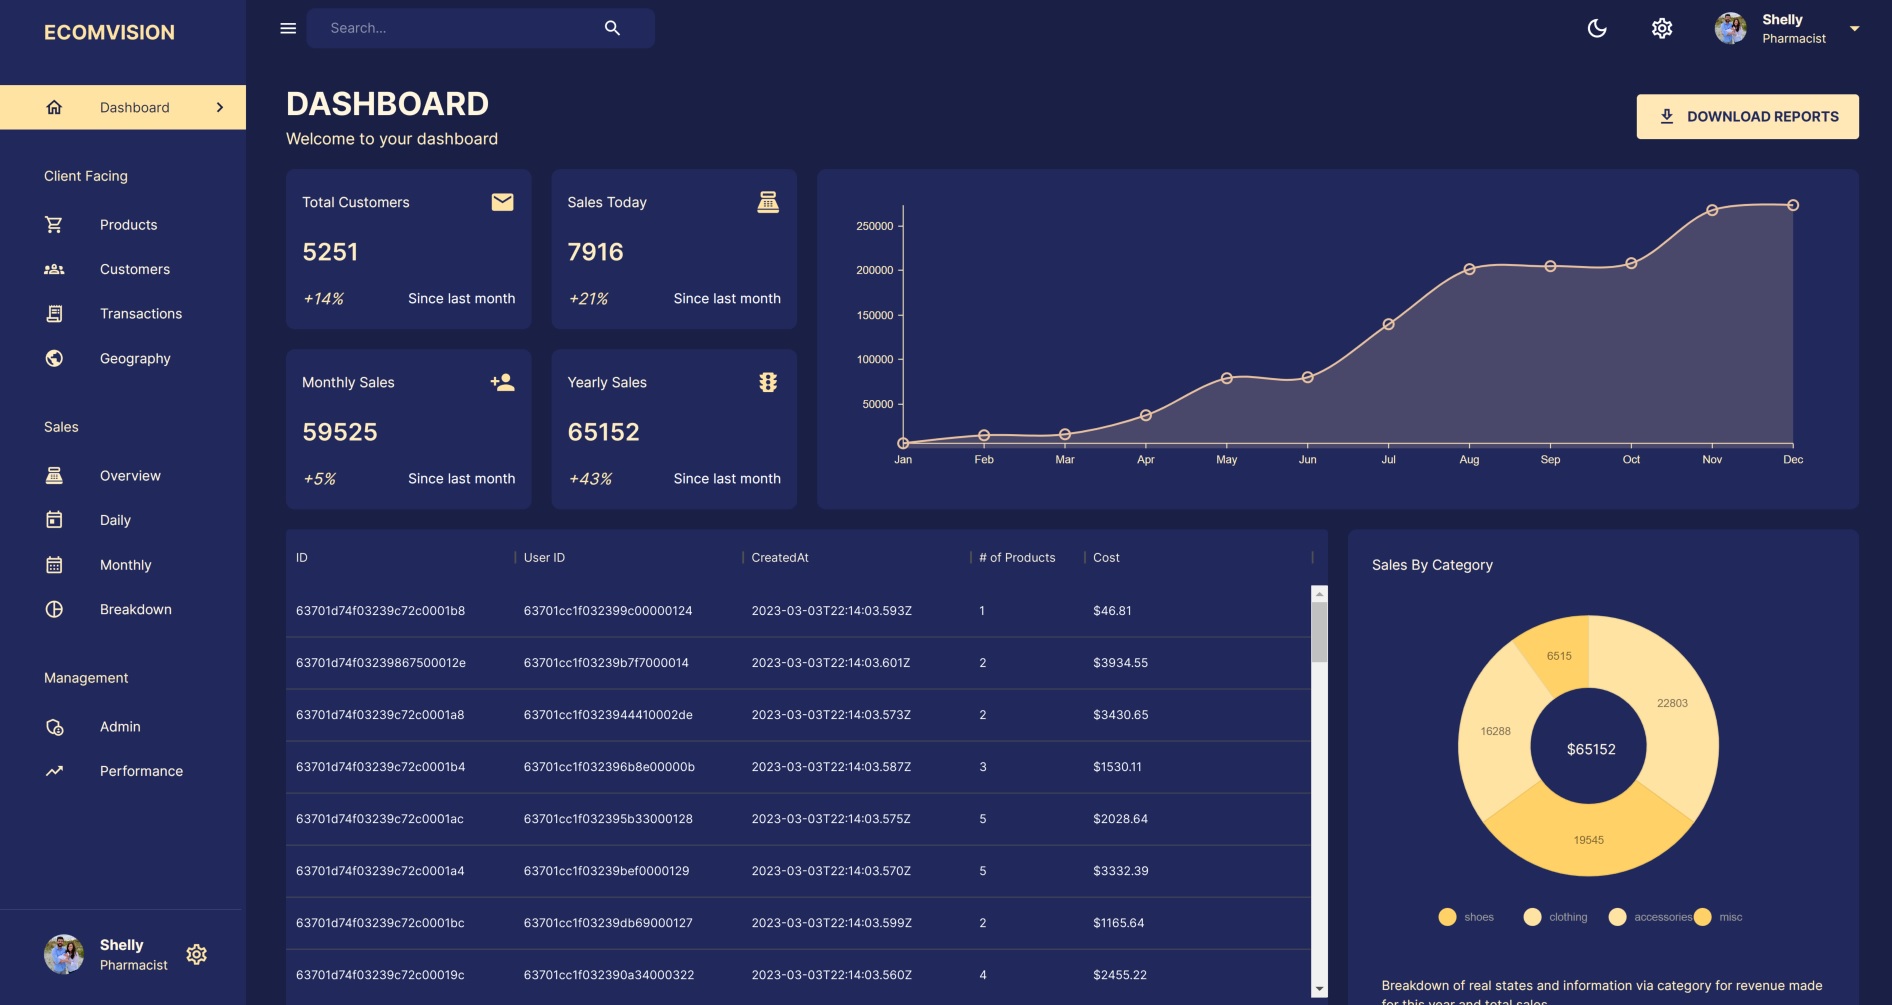 ECOMVISION
Search...
Shelly
Pharmacist
Dashboard
Client Facing
Products
Customers
Transactions
Geography
Sales
Overview
Daily
Monthly
Breakdown
Management
Admin
Performance
Shelly
Pharmacist
DASHBOARD
Welcome to your dashboard
DOWNLOAD REPORTS
Total Customers
5251
+14% Since last month
Sales Today
7916
+21% Since last month
Monthly Sales
59525
+5% Since last month
Yearly Sales
65152
+43% Since last month
250000
200000
150000
100000
50000
Jan Feb Mar Apr May Jun Jul Aug Sep Oct Nov Dec
ID User ID CreatedAt # of Products Cost
63701d74f03239c72c0001b8 63701cc1f032399c00000124 2023-03-03T22:14:03.593Z 1 $46.81
63701d74f03239867500012e 63701cc1f03239b7f7000014 2023-03-03T22:14:03.601Z 2 $3934.55
63701d74f03239c72c0001a8 63701cc1f0323944410002de 2023-03-03T22:14:03.573Z 2 $3430.65
63701d74f03239c72c0001b4 63701cc1f032396b8e00000b 2023-03-03T22:14:03.587Z 3 $1530.11
63701d74f03239c72c0001ac 63701cc1f032395b33000128 2023-03-03T22:14:03.575Z 5 $2028.64
63701d74f03239c72c0001a4 63701cc1f03239bef0000129 2023-03-03T22:14:03.570Z 5 $3332.39
63701d74f03239c72c0001bc 63701cc1f03239db69000127 2023-03-03T22:14:03.599Z 2 $1165.64
63701d74f03239c72c00019c 63701cc1f032390a34000322 2023-03-03T22:14:03.560Z 4 $2455.22
Sales By Category
6515
22803
16288
$65152
19545
shoes clothing accessories misc
Breakdown of real states and information via category for revenue made
for this year and total sales